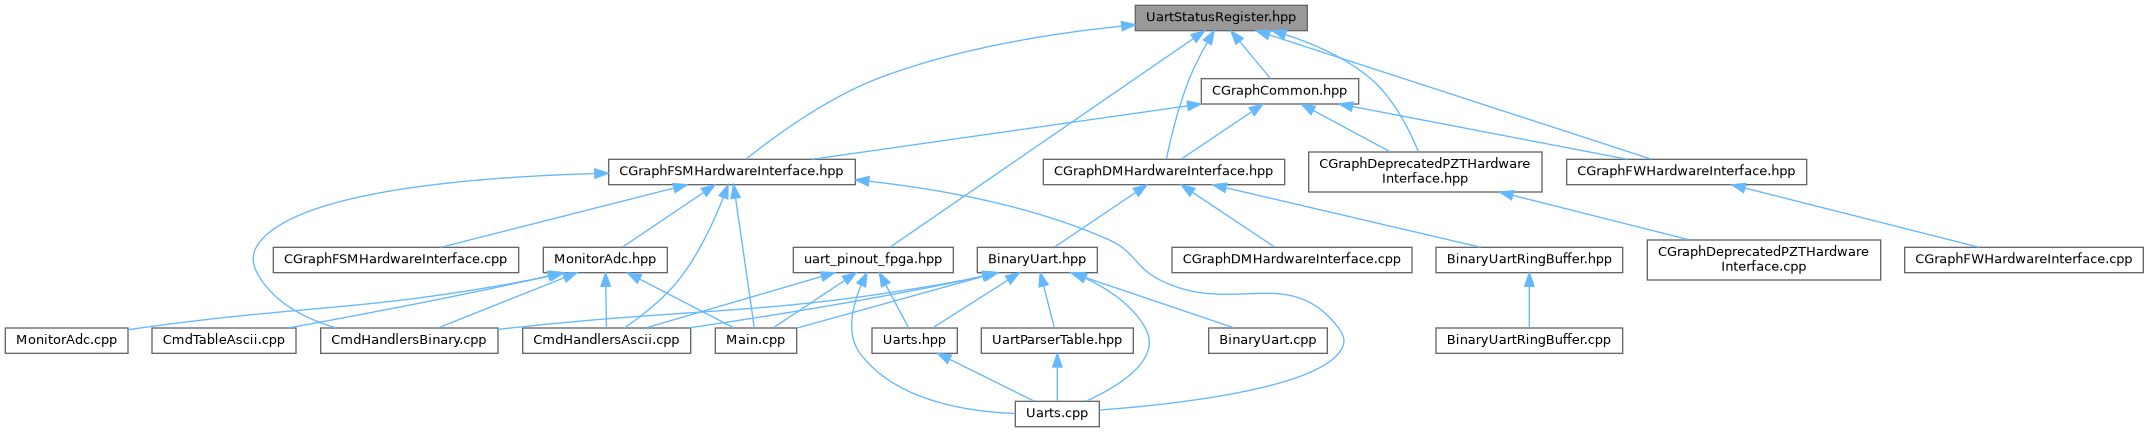 UartStatusRegister.hpp
CGraphCommon.hpp
CGraphFSMHardwareInterface.hpp
CGraphDMHardwareInterface.hpp
CGraphDeprecatedPZTHardware
Interface.hpp
CGraphFWHardwareInterface.hpp
CGraphFSMHardwareInterface.cpp
MonitorAdc.hpp
uart_pinout_fpga.hpp
BinaryUart.hpp
CGraphDMHardwareInterface.cpp
BinaryUartRingBuffer.hpp
CGraphDeprecatedPZTHardware
Interface.cpp
CGraphFWHardwareInterface.cpp
MonitorAdc.cpp
CmdTableAscii.cpp
CmdHandlersBinary.cpp
CmdHandlersAscii.cpp
Main.cpp
Uarts.hpp
UartParserTable.hpp
BinaryUart.cpp
BinaryUartRingBuffer.cpp
Uarts.cpp